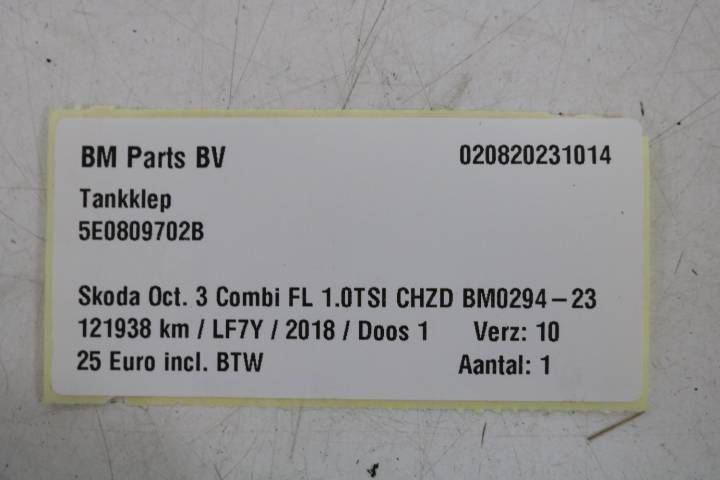 BM Parts BV 020820231014
Tankklep
5E0809702B
Skoda Oct. 3 Combi FL 1.0TSI CHZD BM0294-23
121938 km / LF7Y / 2018 / Doos 1 Verz: 10
25 Euro incl. BTW Aantal: 1